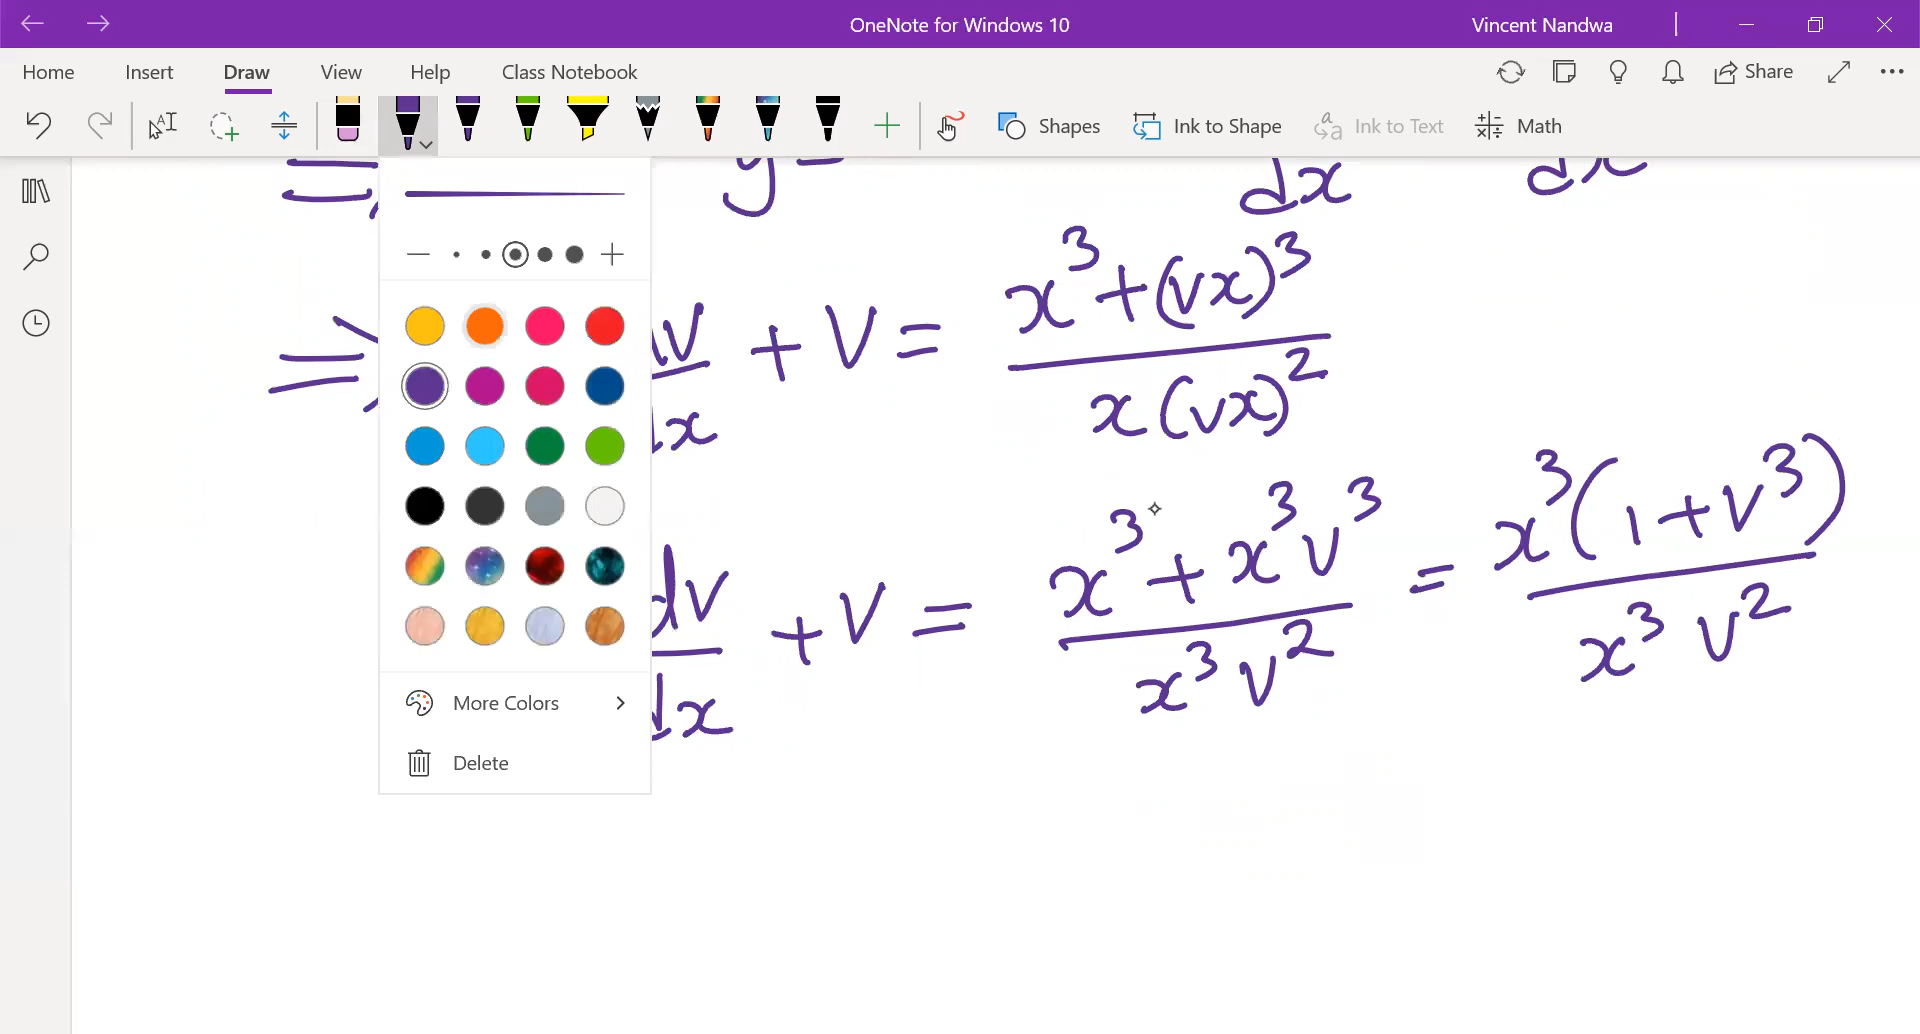 OneNote for Windows 10
Vincent Nandwa
Home Insert Draw View Help Class Notebook
Share
Shapes Ink to Shape Ink to Text Math
y =
dx dx
+ V = x³ + (vx)³ / x(vx)²
dx
dv/dx + V = x³ + x³v³ / x³v² = x³(1 + v³) / x³v²
More Colors
Delete